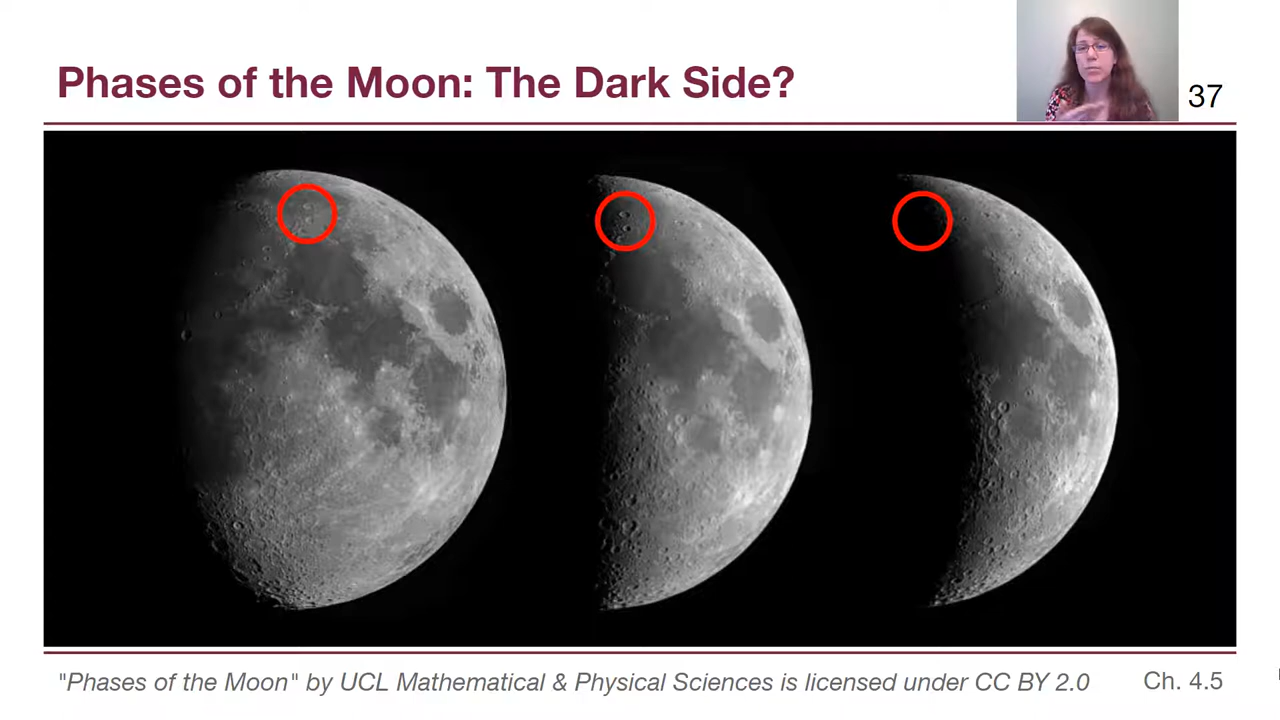 Phases of the Moon: The Dark Side?
37
"Phases of the Moon" by UCL Mathematical & Physical Sciences is licensed under CC BY 2.0
Ch. 4.5